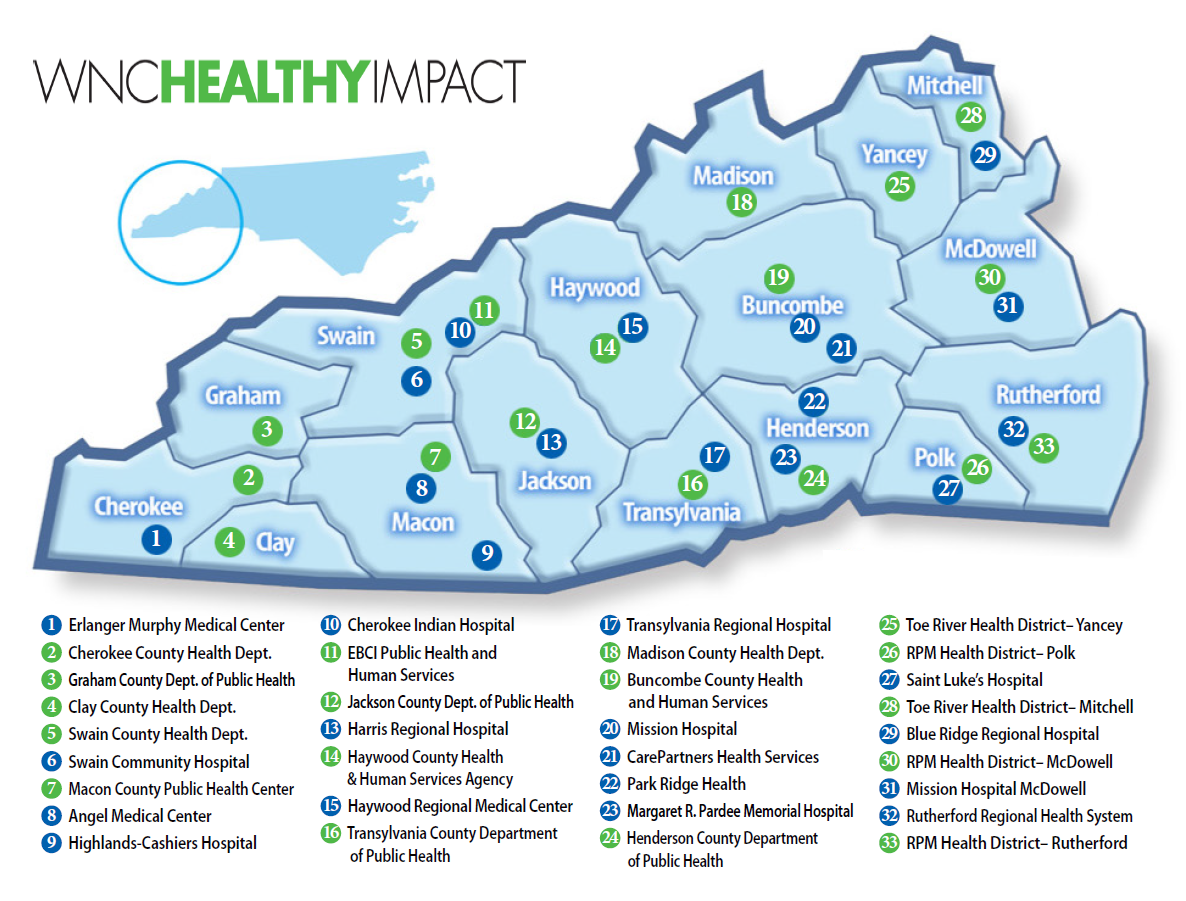 WNCHEALTHYIMPACT
Mitchell
28
29
Yancey
25
Madison
18
McDowell
30
31
Buncombe
19
20
21
Haywood
15
14
Swain
11
10
5
6
Graham
3
Rutherford
32
33
22
Henderson
23
24
Polk
26
27
12
13
Jackson
17
16
Transylvania
7
8
Macon
9
2
Cherokee
1
4 Clay
1 Erlanger Murphy Medical Center
2 Cherokee County Health Dept.
3 Graham County Dept. of Public Health
4 Clay County Health Dept.
5 Swain County Health Dept.
6 Swain Community Hospital
7 Macon County Public Health Center
8 Angel Medical Center
9 Highlands-Cashiers Hospital
10 Cherokee Indian Hospital
11 EBCI Public Health and
Human Services
12 Jackson County Dept. of Public Health
13 Harris Regional Hospital
14 Haywood County Health
& Human Services Agency
15 Haywood Regional Medical Center
16 Transylvania County Department
of Public Health
17 Transylvania Regional Hospital
18 Madison County Health Dept.
19 Buncombe County Health
and Human Services
20 Mission Hospital
21 CarePartners Health Services
22 Park Ridge Health
23 Margaret R. Pardee Memorial Hospital
24 Henderson County Department
of Public Health
25 Toe River Health District– Yancey
26 RPM Health District– Polk
27 Saint Luke's Hospital
28 Toe River Health District– Mitchell
29 Blue Ridge Regional Hospital
30 RPM Health District– McDowell
31 Mission Hospital McDowell
32 Rutherford Regional Health System
33 RPM Health District– Rutherford